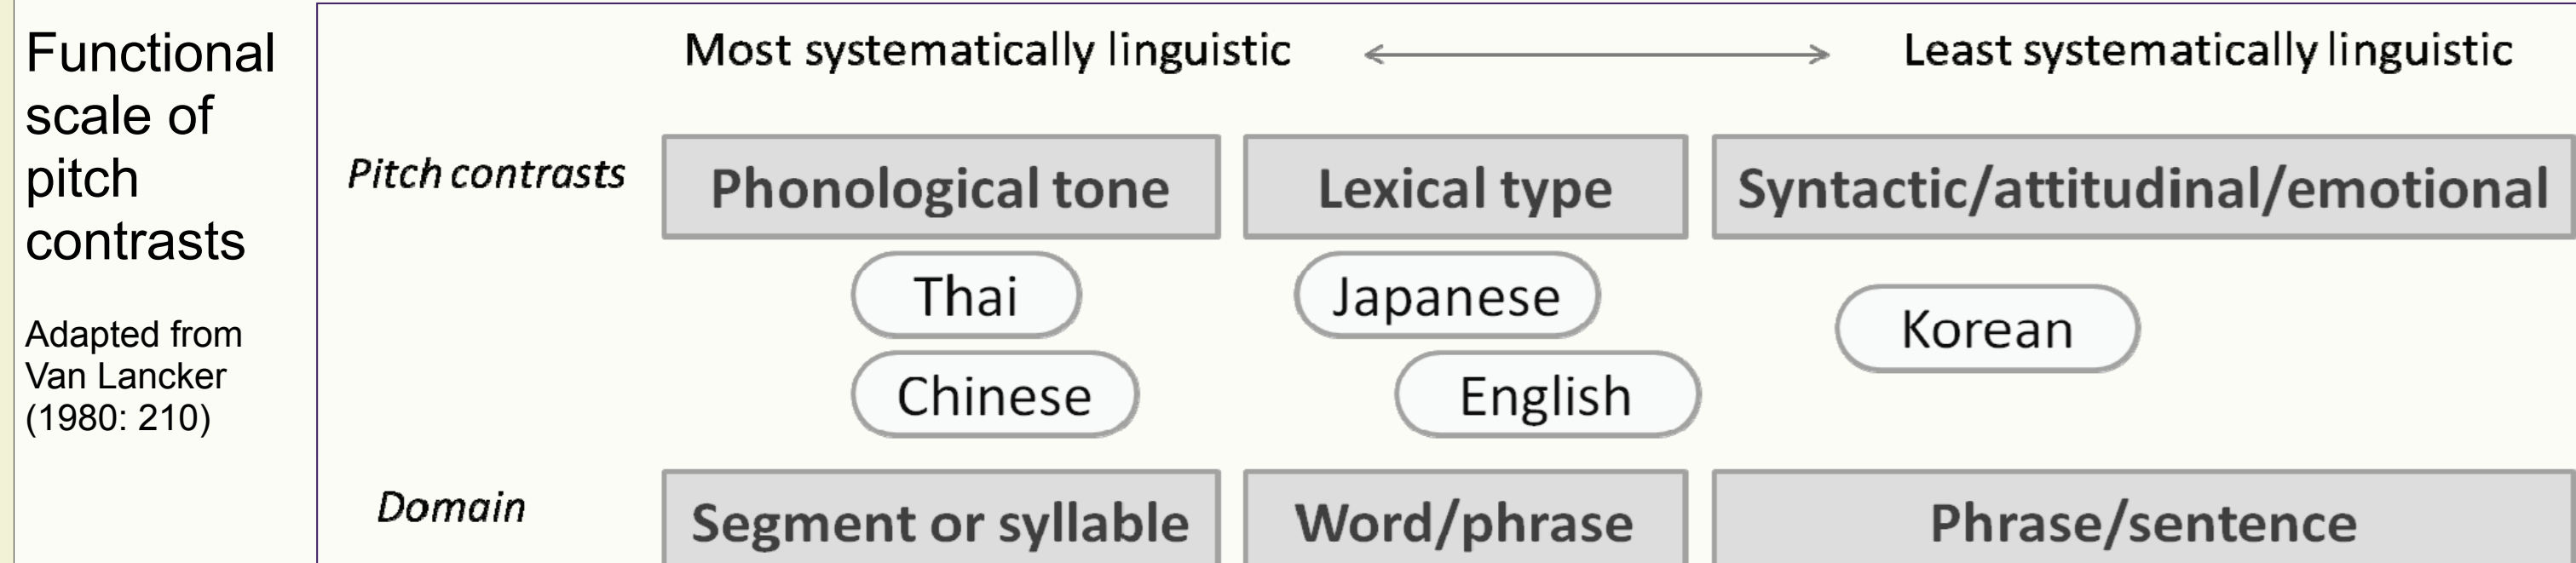 Functional
scale of
pitch
contrasts
Adapted from
Van Lancker
(1980: 210)
Most systematically linguistic Least systematically linguistic
Pitch contrasts Phonological tone Lexical type Syntactic/attitudinal/emotional
Thai Japanese Korean
Chinese English
Domain Segment or syllable Word/phrase Phrase/sentence